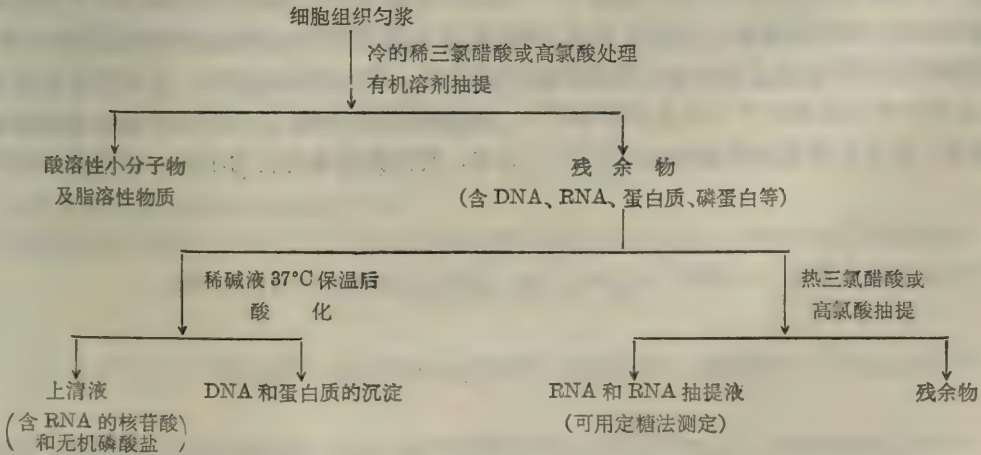 细胞组织匀浆
冷的稀三氯醋酸或高氯酸处理
有机溶剂抽提
酸溶性小分子物
及脂溶性物质
残余物
(含 DNA、RNA、蛋白质、磷蛋白等)
稀碱液 37°C 保温后
酸化
热三氯醋酸或
高氯酸抽提
上清液
(含 RNA 的核苷酸
和无机磷酸盐)
DNA 和蛋白质的沉淀
RNA 和 RNA 抽提液
(可用定糖法测定)
残余物